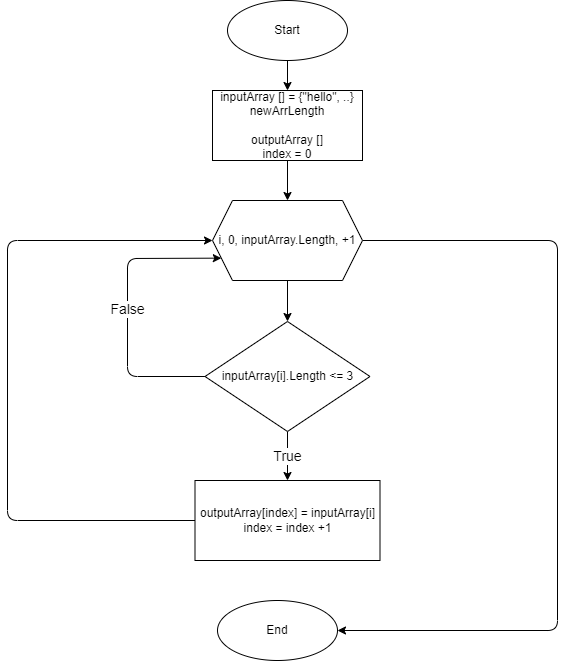 Start
inputArray [] = {"hello", ..}
newArrLength
outputArray []
index = 0
i, 0, inputArray.Length, +1
False
inputArray[i].Length <= 3
True
outputArray[index] = inputArray[i]
index = index +1
End